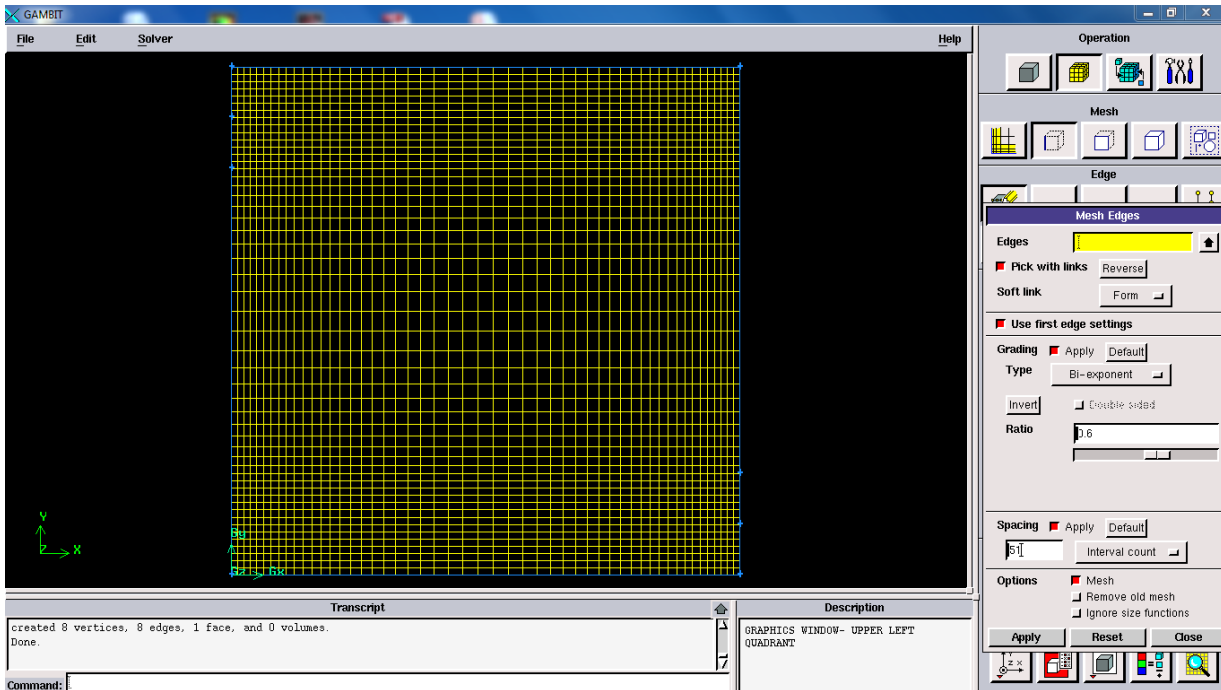 GAMBIT
File Edit Solver Help
Operation
Mesh
Edge
Mesh Edges
Edges
Pick with links Reverse
Soft link Form
Use first edge settings
Grading Apply Default
Type Bi-exponent
Invert Double sided
Ratio 0.6
Spacing Apply Default
51 Interval count
Options Mesh
Remove old mesh
Ignore size functions
Apply Reset Close
Y
Z X
Gy
Gz Gx
Transcript
created 8 vertices, 8 edges, 1 face, and 0 volumes.
Done.
Command:
Description
GRAPHICS WINDOW- UPPER LEFT
QUADRANT